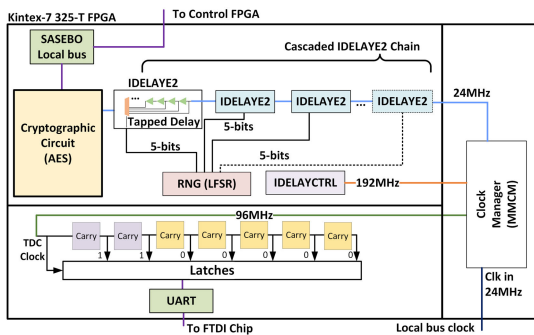 To Control FPGA
Kintex-7 325-T FPGA
SASEBO
Local bus
Cascaded IDELAYE2 Chain
IDELAYE2
...
Tapped Delay
IDELAYE2
IDELAYE2
...
IDELAYE2
24MHz
Cryptographic
Circuit
(AES)
5-bits
5-bits
5-bits
RNG (LFSR)
IDELAYCTRL
192MHz
Clock
Manager
(MMCM)
96MHz
TDC
Clock
Carry
Carry
Carry
Carry
Carry
Carry
Carry
1
1
0
0
0
0
0
Latches
UART
Clk in
24MHz
To FTDI Chip
Local bus clock